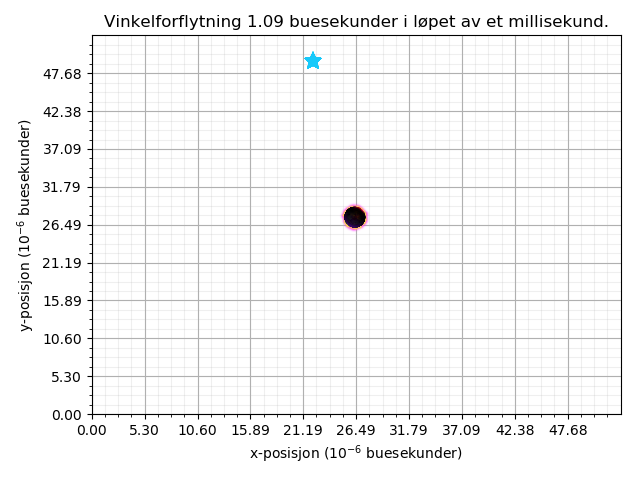 Vinkelforflytning 1.09 buesekunder i løpet av et millisekund.
47.68
42.38
37.09
31.79
26.49
21.19
15.89
10.60
5.30
0.00
y-posisjon (10⁻⁶ buesekunder)
0.00 5.30 10.60 15.89 21.19 26.49 31.79 37.09 42.38 47.68
x-posisjon (10⁻⁶ buesekunder)